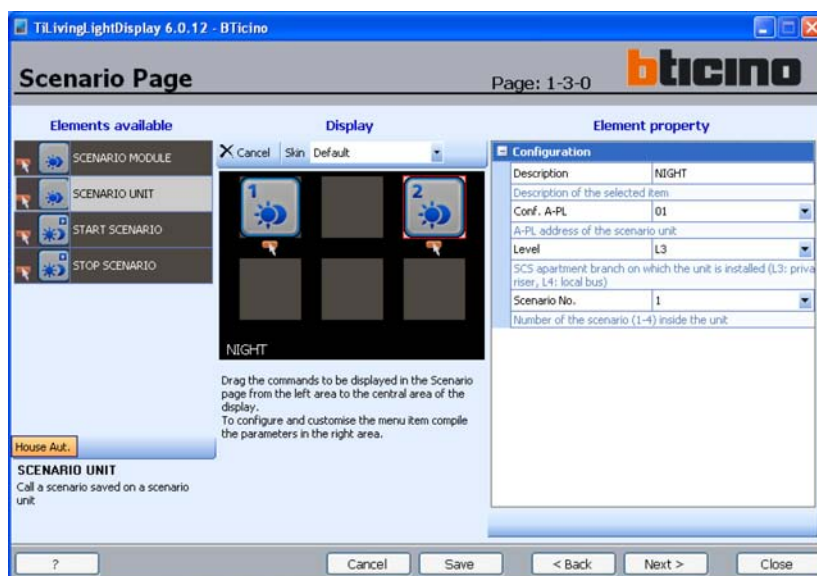 TiLivingLightDisplay 6.0.12 - BTicino
Scenario Page
Page: 1-3-0
bticino
Elements available
SCENARIO MODULE
SCENARIO UNIT
START SCENARIO
STOP SCENARIO
House Aut.
SCENARIO UNIT
Call a scenario saved on a scenario
unit
Display
Cancel
Skin
Default
1
2
NIGHT
Drag the commands to be displayed in the Scenario
page from the left area to the central area of the
display.
To configure and customise the menu item compile
the parameters in the right area.
Element property
Configuration
Description NIGHT
Description of the selected item
Conf. A-PL 01
A-PL address of the scenario unit
Level L3
SCS apartment branch on which the unit is installed (L3: priva
riser, L4: local bus)
Scenario No. 1
Number of the scenario (1-4) inside the unit
?
Cancel
Save
< Back
Next >
Close